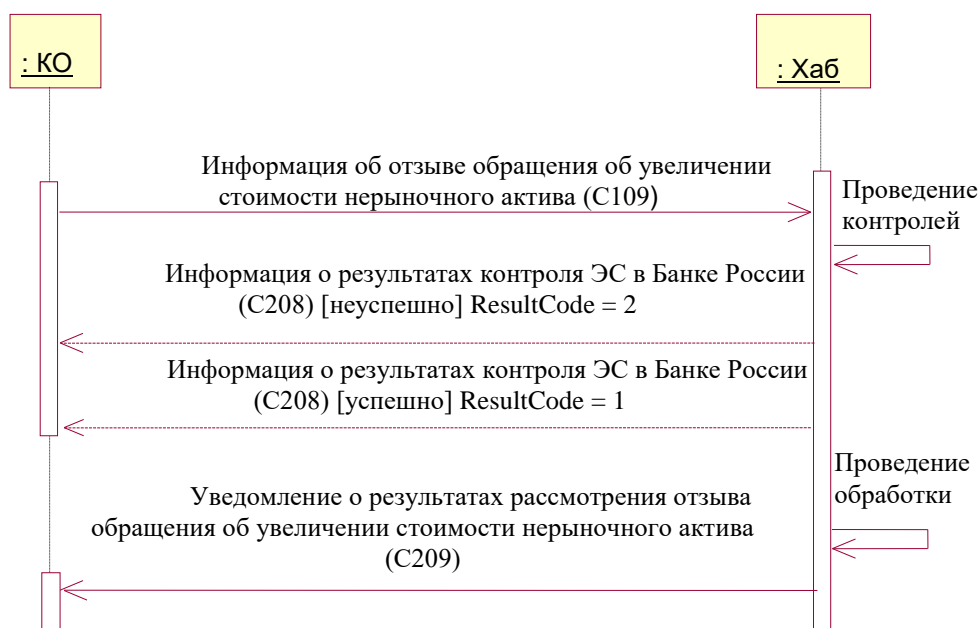 : КО
: Хаб
Информация об отзыве обращения об увеличении
стоимости нерыночного актива (С109)
Проведение
контролей
Информация о результатах контроля ЭС в Банке России
(С208) [неуспешно] ResultCode = 2
Информация о результатах контроля ЭС в Банке России
(С208) [успешно] ResultCode = 1
Проведение
обработки
Уведомление о результатах рассмотрения отзыва
обращения об увеличении стоимости нерыночного актива
(С209)